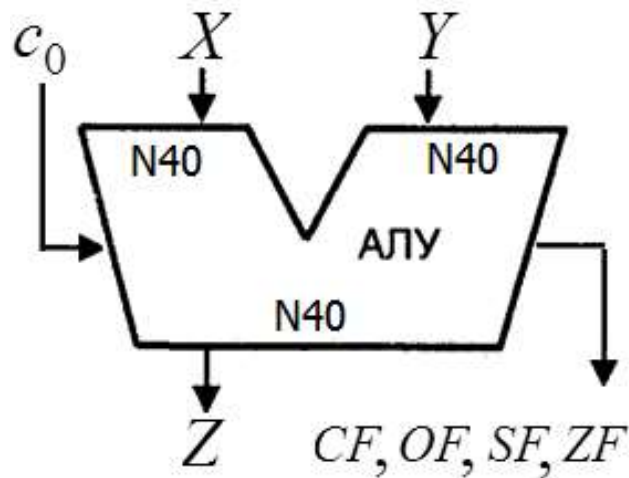 c₀ X Y
N40 N40
АЛУ
N40
Z CF, OF, SF, ZF